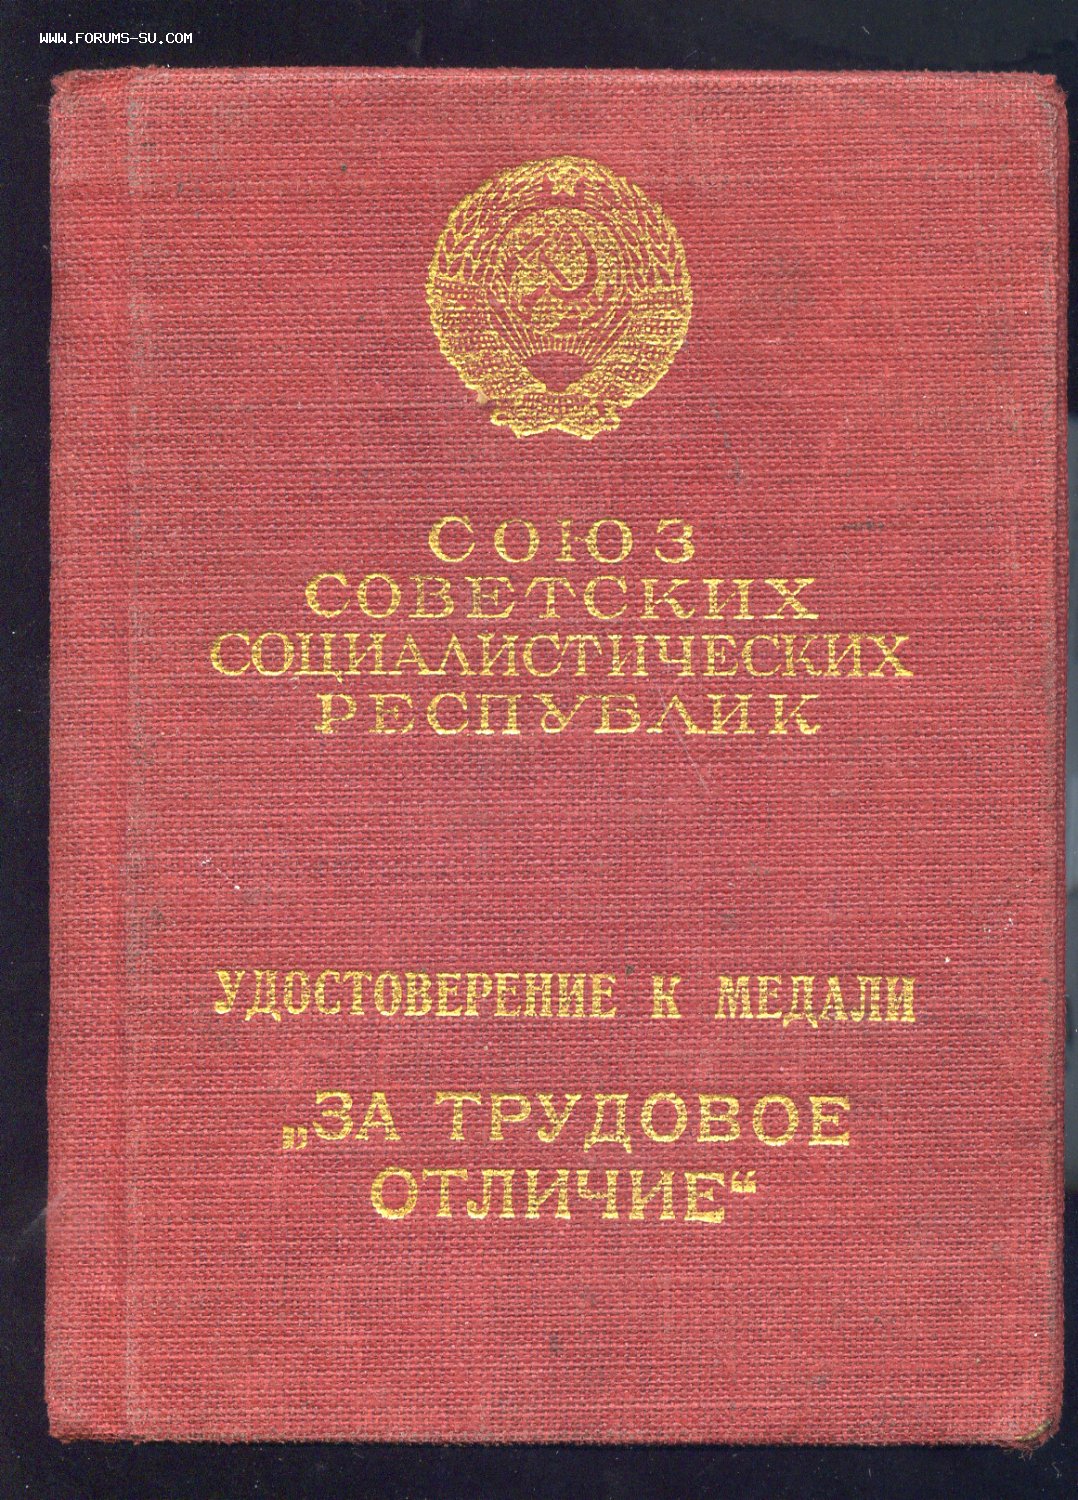 WWW.FORUMS-SU.COM
СОЮЗ
СОВЕТСКИХ
СОЦИАЛИСТИЧЕСКИХ
РЕСПУБЛИК
УДОСТОВЕРЕНИЕ К МЕДАЛИ
„ЗА ТРУДОВОЕ
ОТЛИЧИЕ“